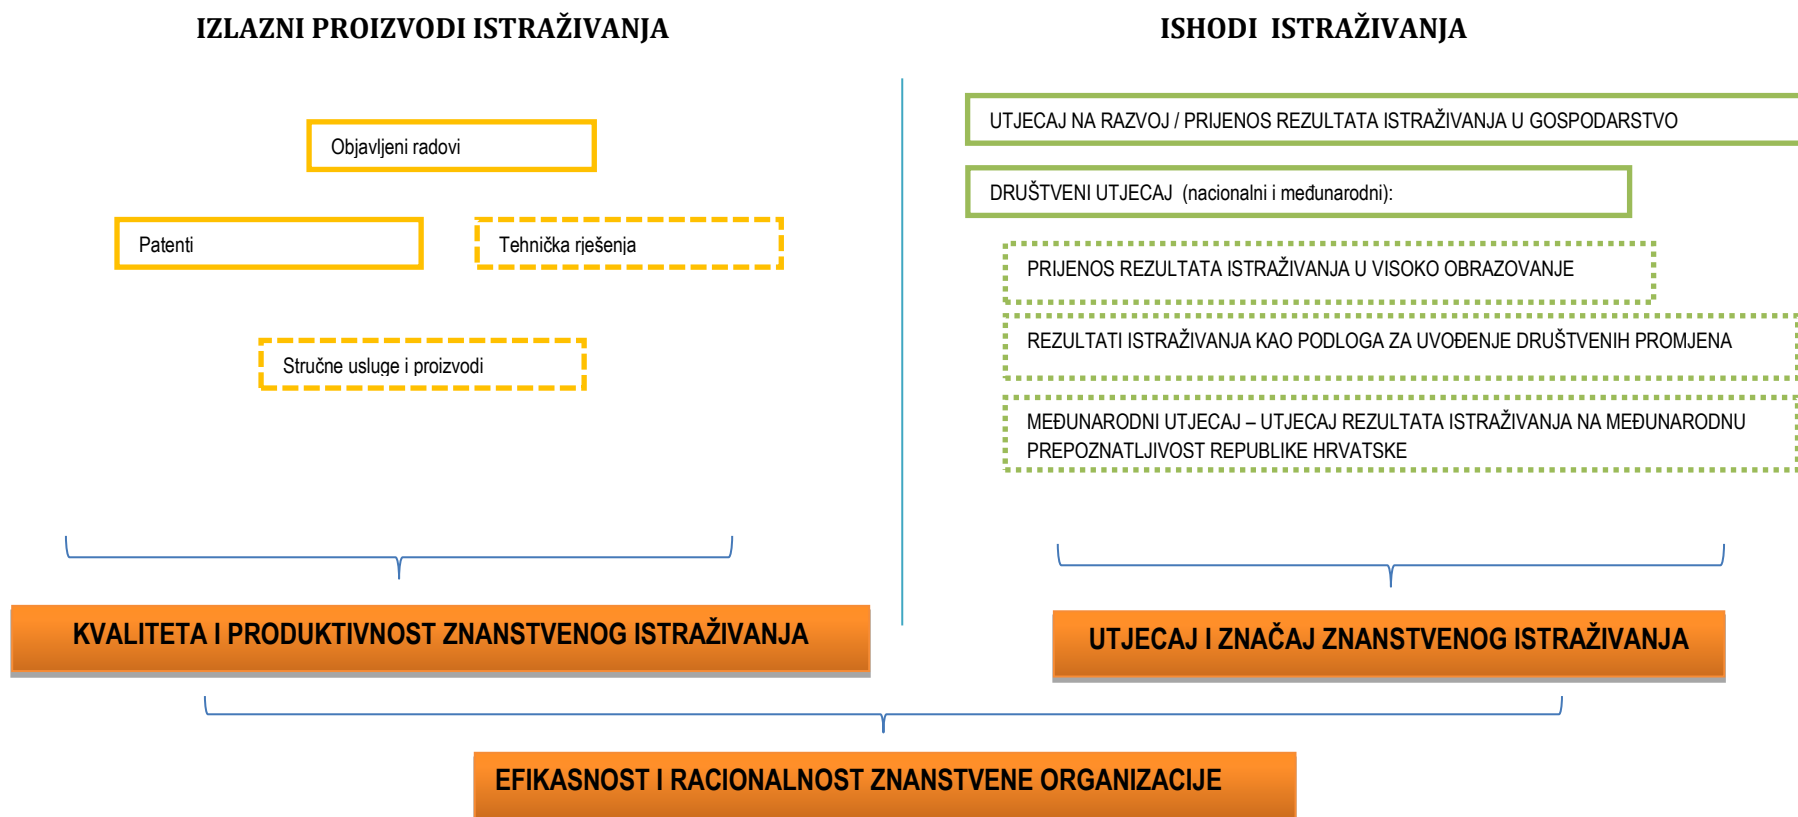 IZLAZNI PROIZVODI ISTRAŽIVANJA
Objavljeni radovi
Patenti
Tehnička rješenja
Stručne usluge i proizvodi
KVALITETA I PRODUKTIVNOST ZNANSTVENOG ISTRAŽIVANJA
ISHODI ISTRAŽIVANJA
UTJECAJ NA RAZVOJ / PRIJENOS REZULTATA ISTRAŽIVANJA U GOSPODARSTVO
DRUŠTVENI UTJECAJ (nacionalni i međunarodni):
PRIJENOS REZULTATA ISTRAŽIVANJA U VISOKO OBRAZOVANJE
REZULTATI ISTRAŽIVANJA KAO PODLOGA ZA UVOĐENJE DRUŠTVENIH PROMJENA
MEĐUNARODNI UTJECAJ – UTJECAJ REZULTATA ISTRAŽIVANJA NA MEĐUNARODNU
PREPOZNATLJIVOST REPUBLIKE HRVATSKE
UTJECAJ I ZNAČAJ ZNANSTVENOG ISTRAŽIVANJA
EFIKASNOST I RACIONALNOST ZNANSTVENE ORGANIZACIJE